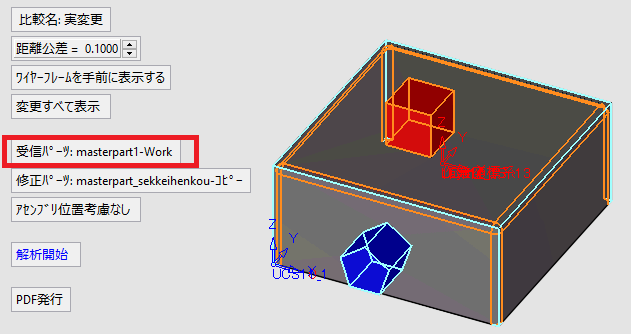 比較名: 実変更
距離公差 = 0.1000
ﾜｲﾔｰﾌﾚｰﾑを手前に表示する
変更すべて表示
受信ﾊﾟｰﾂ: masterpart1-Work
修正ﾊﾟｰﾂ: masterpart_sekkeihenkou-ｺﾋﾟｰ
ｱｾﾝﾌﾞﾘ位置考慮なし
解析開始
PDF発行
Z
Y
Z
Y
X